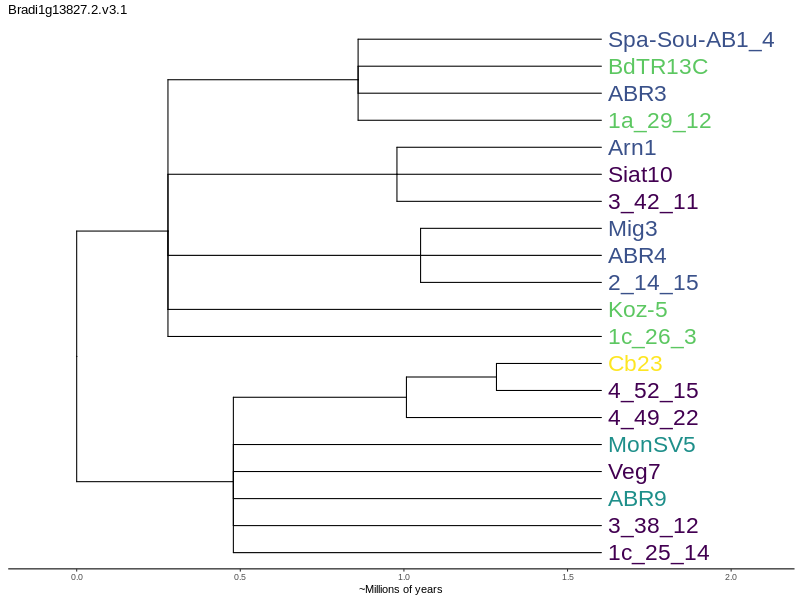 Bradi1g13827.2.v3.1
Spa-Sou-AB1_4
BdTR13C
ABR3
1a_29_12
Arn1
Siat10
3_42_11
Mig3
ABR4
2_14_15
Koz-5
1c_26_3
Cb23
4_52_15
4_49_22
MonSV5
Veg7
ABR9
3_38_12
1c_25_14
0.0 0.5 1.0 1.5 2.0
~Millions of years